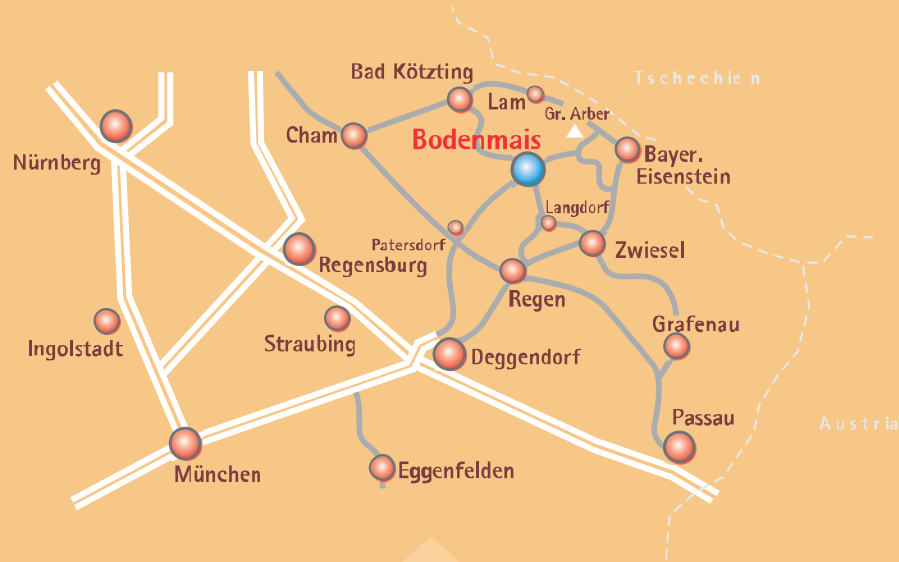 Bad Kötzting
Tschechien
Lam
Gr. Arber
Cham
Bodenmais
Nürnberg
Bayer.
Eisenstein
Langdorf
Patersdorf
Zwiesel
Regensburg
Regen
Grafenau
Ingolstadt
Straubing
Deggendorf
Passau
Austria
München
Eggenfelden